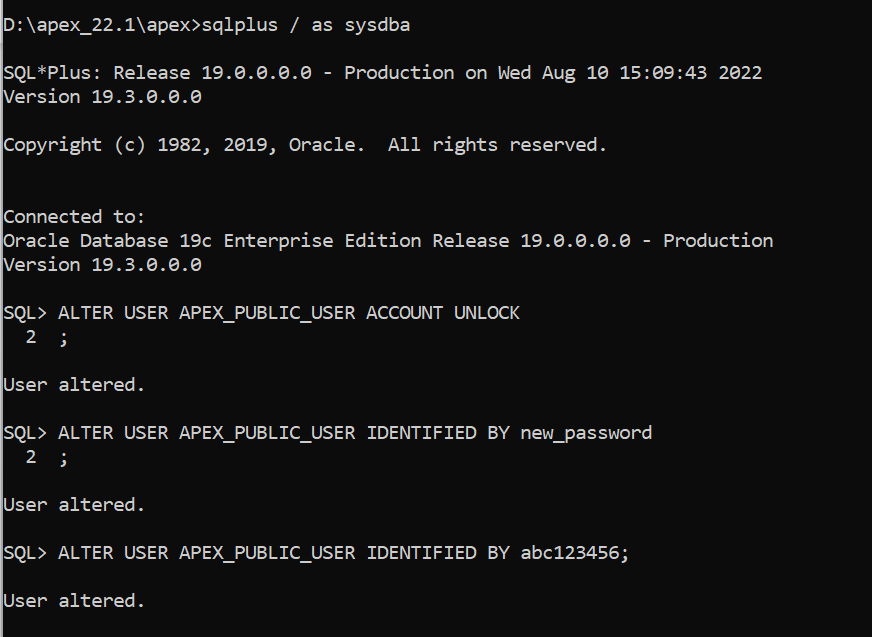 D:\apex_22.1\apex>sqlplus / as sysdba
SQL*Plus: Release 19.0.0.0.0 - Production on Wed Aug 10 15:09:43 2022
Version 19.3.0.0.0
Copyright (c) 1982, 2019, Oracle.  All rights reserved.
Connected to:
Oracle Database 19c Enterprise Edition Release 19.0.0.0.0 - Production
Version 19.3.0.0.0
SQL> ALTER USER APEX_PUBLIC_USER ACCOUNT UNLOCK
  2  ;
User altered.
SQL> ALTER USER APEX_PUBLIC_USER IDENTIFIED BY new_password
  2  ;
User altered.
SQL> ALTER USER APEX_PUBLIC_USER IDENTIFIED BY abc123456;
User altered.